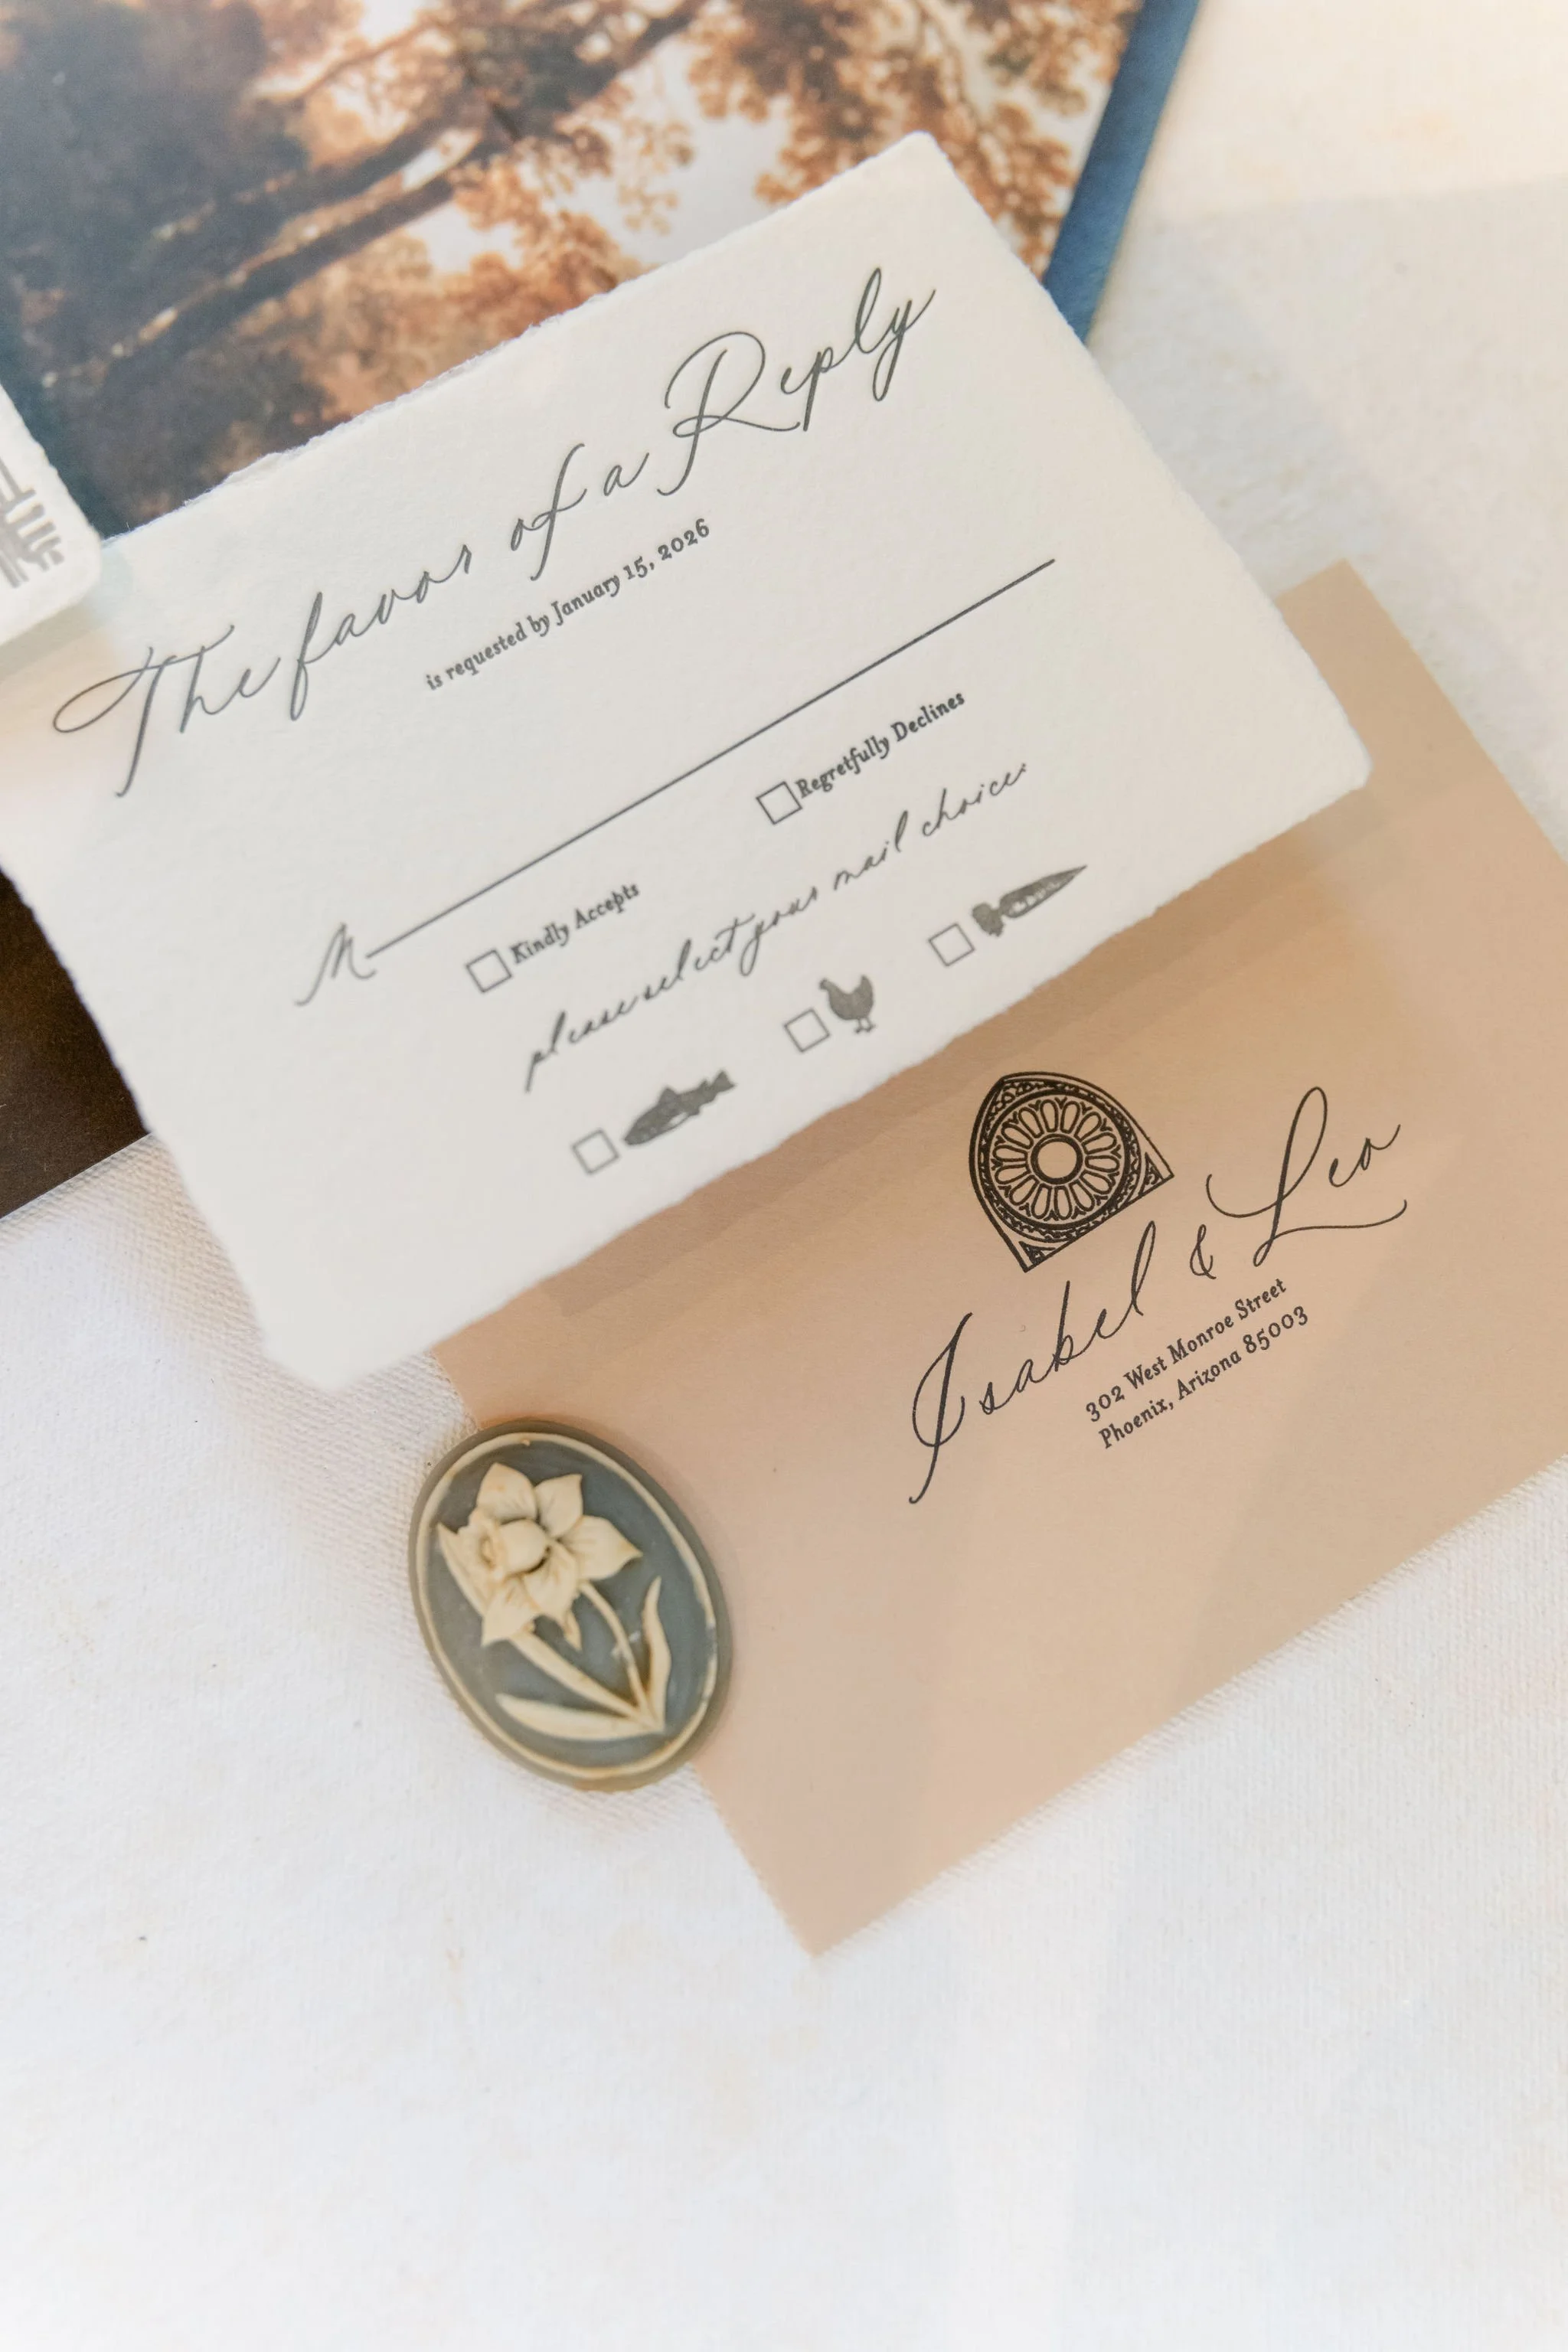 The favor of a Reply
is requested by January 15, 2026
M
Kindly Accepts
Regretfully Declines
please select your mail choice:
Isabel & Leo
302 West Monroe Street
Phoenix, Arizona 85003